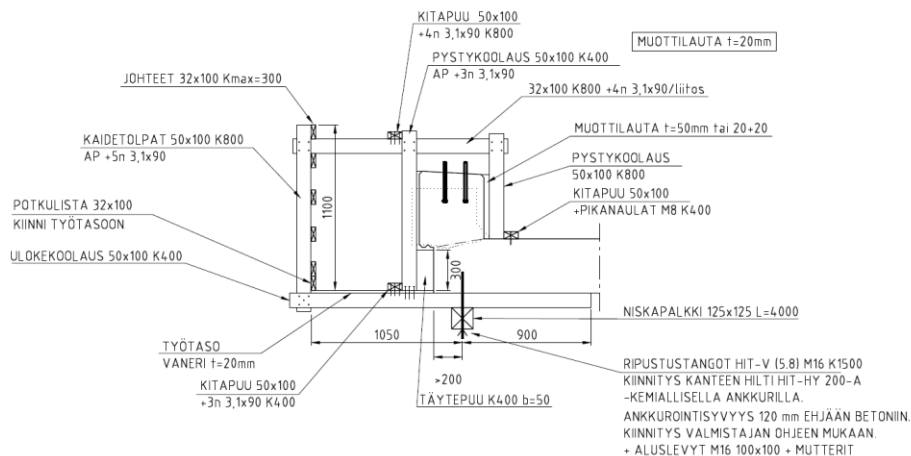 KITAPUU 50x100
+4n 3,1x90 K800
MUOTTILAUTA t=20mm
PYSTYKOOLAUS 50x100 K400
AP +3n 3,1x90
JOHTEET 32x100 Kmax=300
32x100 K800 +4n 3,1x90/liitos
KAIDETOLPAT 50x100 K800
AP +5n 3,1x90
MUOTTILAUTA t=50mm tai 20+20
PYSTYKOOLAUS
50x100 K800
KITAPUU 50x100
+PIKANAULAT M8 K400
POTKULISTA 32x100
KIINNI TYÖTASOON
1100
ULOKEKOOLAUS 50x100 K400
300
NISKAPALKKI 125x125 L=4000
1050
900
TYÖTASO
VANERI t=20mm
>200
KITAPUU 50x100
+3n 3,1x90 K400
TÄYTEPUU K400 b=50
RIPUSTUSTANGOT HIT-V (5.8) M16 K1500
KIINNITYS KANTEEN HILTI HIT-HY 200-A
-KEMIALLISELLA ANKKURILLA.
ANKKUROINTISYVYYS 120 mm EHJÄÄN BETONIIN.
KIINNITYS VALMISTAJAN OHJEEN MUKAAN.
+ ALUSLEVYT M16 100x100 + MUTTERIT